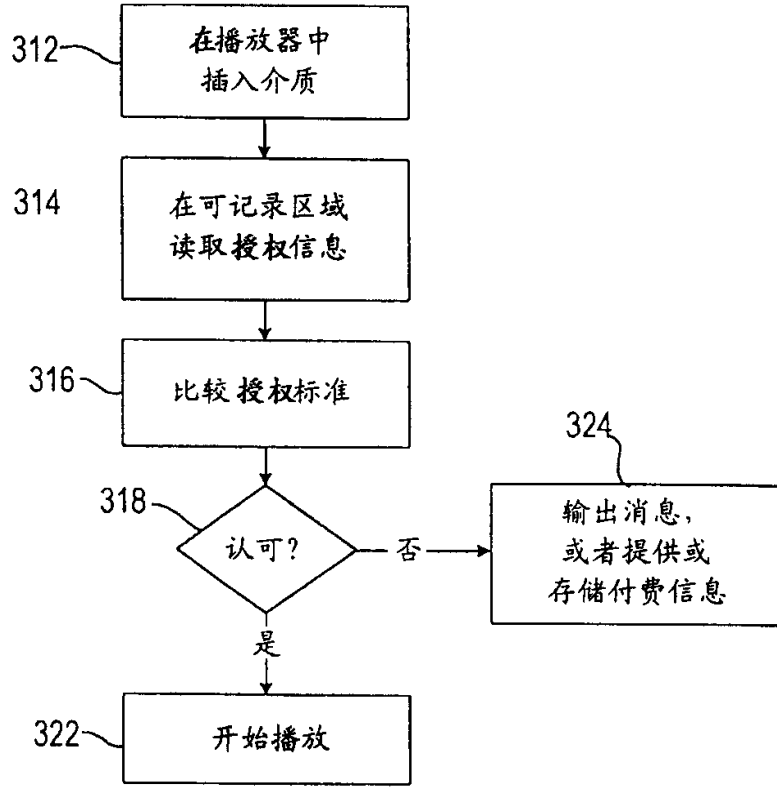 312
在播放器中
插入介质
314
在可记录区域
读取授权信息
316
比较授权标准
318
认可?
否
324
输出消息,
或者提供或
存储付费信息
是
322
开始播放